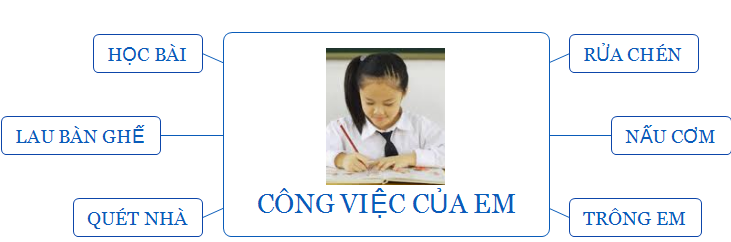 HỌC BÀI
RỬA CHÉN
LAU BÀN GHẾ
NẤU CƠM
QUÉT NHÀ
TRÔNG EM
CÔNG VIỆC CỦA EM